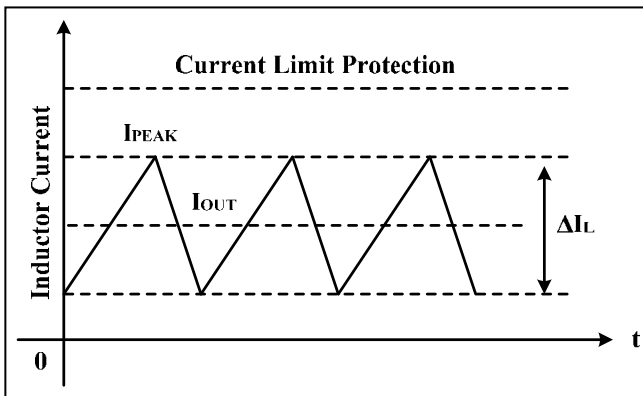 Current Limit Protection
IPEAK
Inductor Current
IOUT
ΔIL
t
0